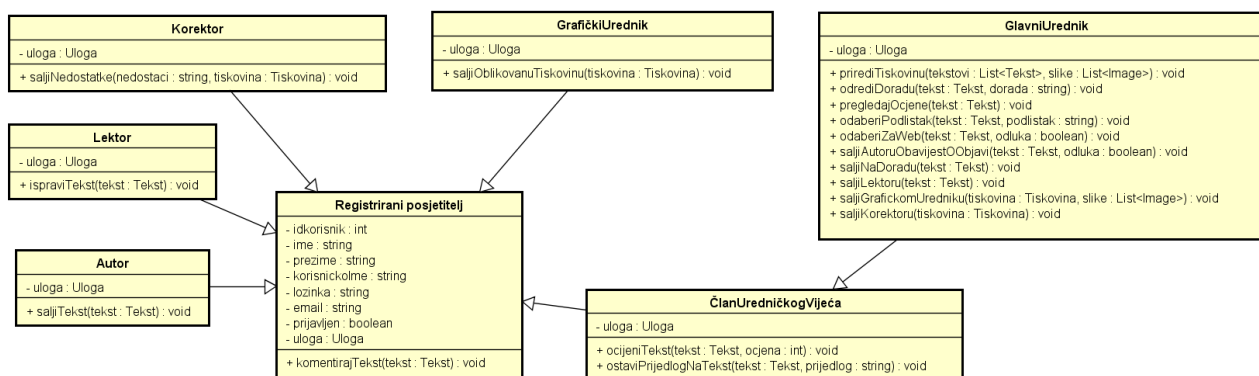 Korektor
- uloga : Uloga
+ saljiNedostatke(nedostaci : string, tiskovina : Tiskovina) : void
GrafičkiUrednik
- uloga : Uloga
+ saljiOblikovanuTiskovinu(tiskovina : Tiskovina) : void
GlavniUrednik
- uloga : Uloga
+ prirediTiskovinu(tekstovi : List<Tekst>, slike : List<Image>) : void
+ odrediDoradu(tekst : Tekst, dorada : string) : void
+ pregledajOcjene(tekst : Tekst) : void
+ odaberiPodlistak(tekst : Tekst, podlistak : string) : void
+ odaberiZaWeb(tekst : Tekst, odluka : boolean) : void
+ saljiAutoruObavijestOObjavi(tekst : Tekst, odluka : boolean) : void
+ saljiNaDoradu(tekst : Tekst) : void
+ saljiLektoru(tekst : Tekst) : void
+ saljiGrafickomUredniku(tiskovina : Tiskovina, slike : List<Image>) : void
+ saljiKorektoru(tiskovina : Tiskovina) : void
Lektor
- uloga : Uloga
+ ispraviTekst(tekst : Tekst) : void
Registrirani posjetitelj
- idkorisnik : int
- ime : string
- prezime : string
- korisnickoIme : string
- lozinka : string
- email : string
- prijavljen : boolean
- uloga : Uloga
+ komentirajTekst(tekst : Tekst) : void
Autor
- uloga : Uloga
+ saljiTekst(tekst : Tekst) : void
ČlanUredničkogVijeća
- uloga : Uloga
+ ocijeniTekst(tekst : Tekst, ocjena : int) : void
+ ostaviPrijedlogNaTekst(tekst : Tekst, prijedlog : string) : void